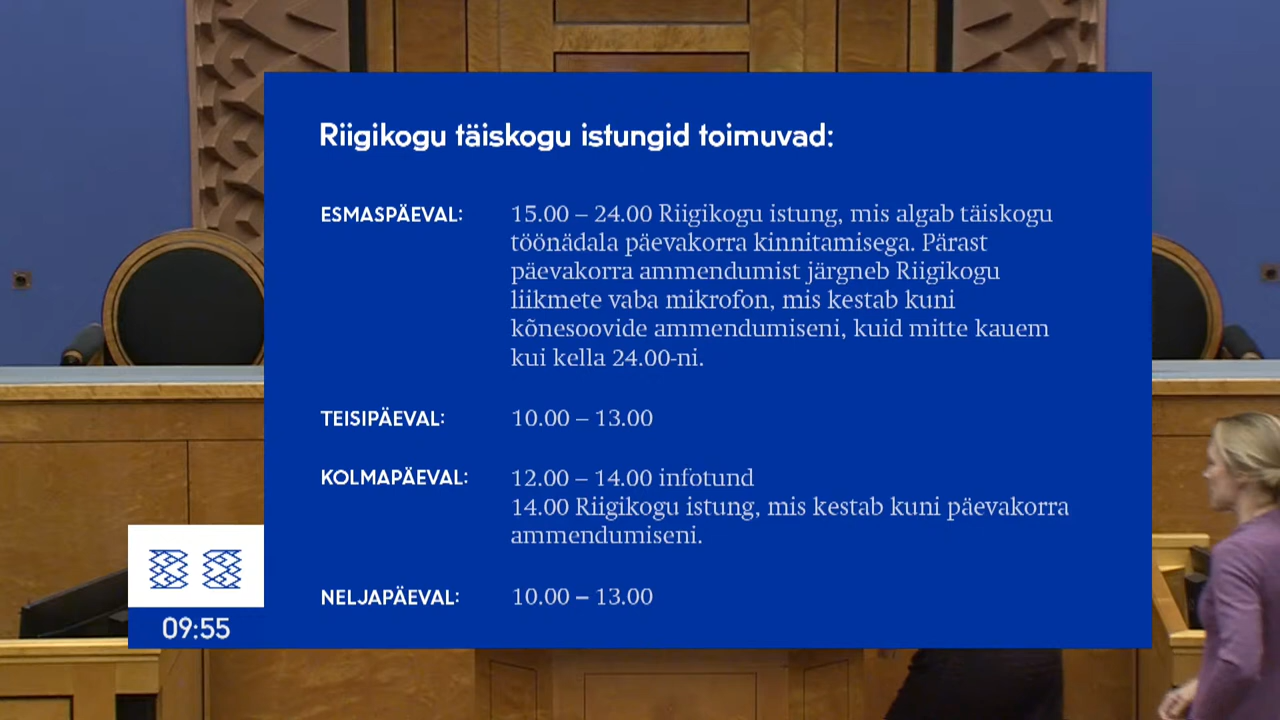 Riigikogu täiskogu istungid toimuvad:
ESMASPÄEVAL: 15.00 – 24.00 Riigikogu istung, mis algab täiskogu
töönädala päevakorra kinnitamisega. Pärast
päevakorra ammendumist järgneb Riigikogu
liikmete vaba mikrofon, mis kestab kuni
kõnesoovide ammendumiseni, kuid mitte kauem
kui kella 24.00-ni.
TEISIPÄEVAL: 10.00 – 13.00
KOLMAPÄEVAL: 12.00 – 14.00 infotund
14.00 Riigikogu istung, mis kestab kuni päevakorra
ammendumiseni.
NELJAPÄEVAL: 10.00 – 13.00
09:55